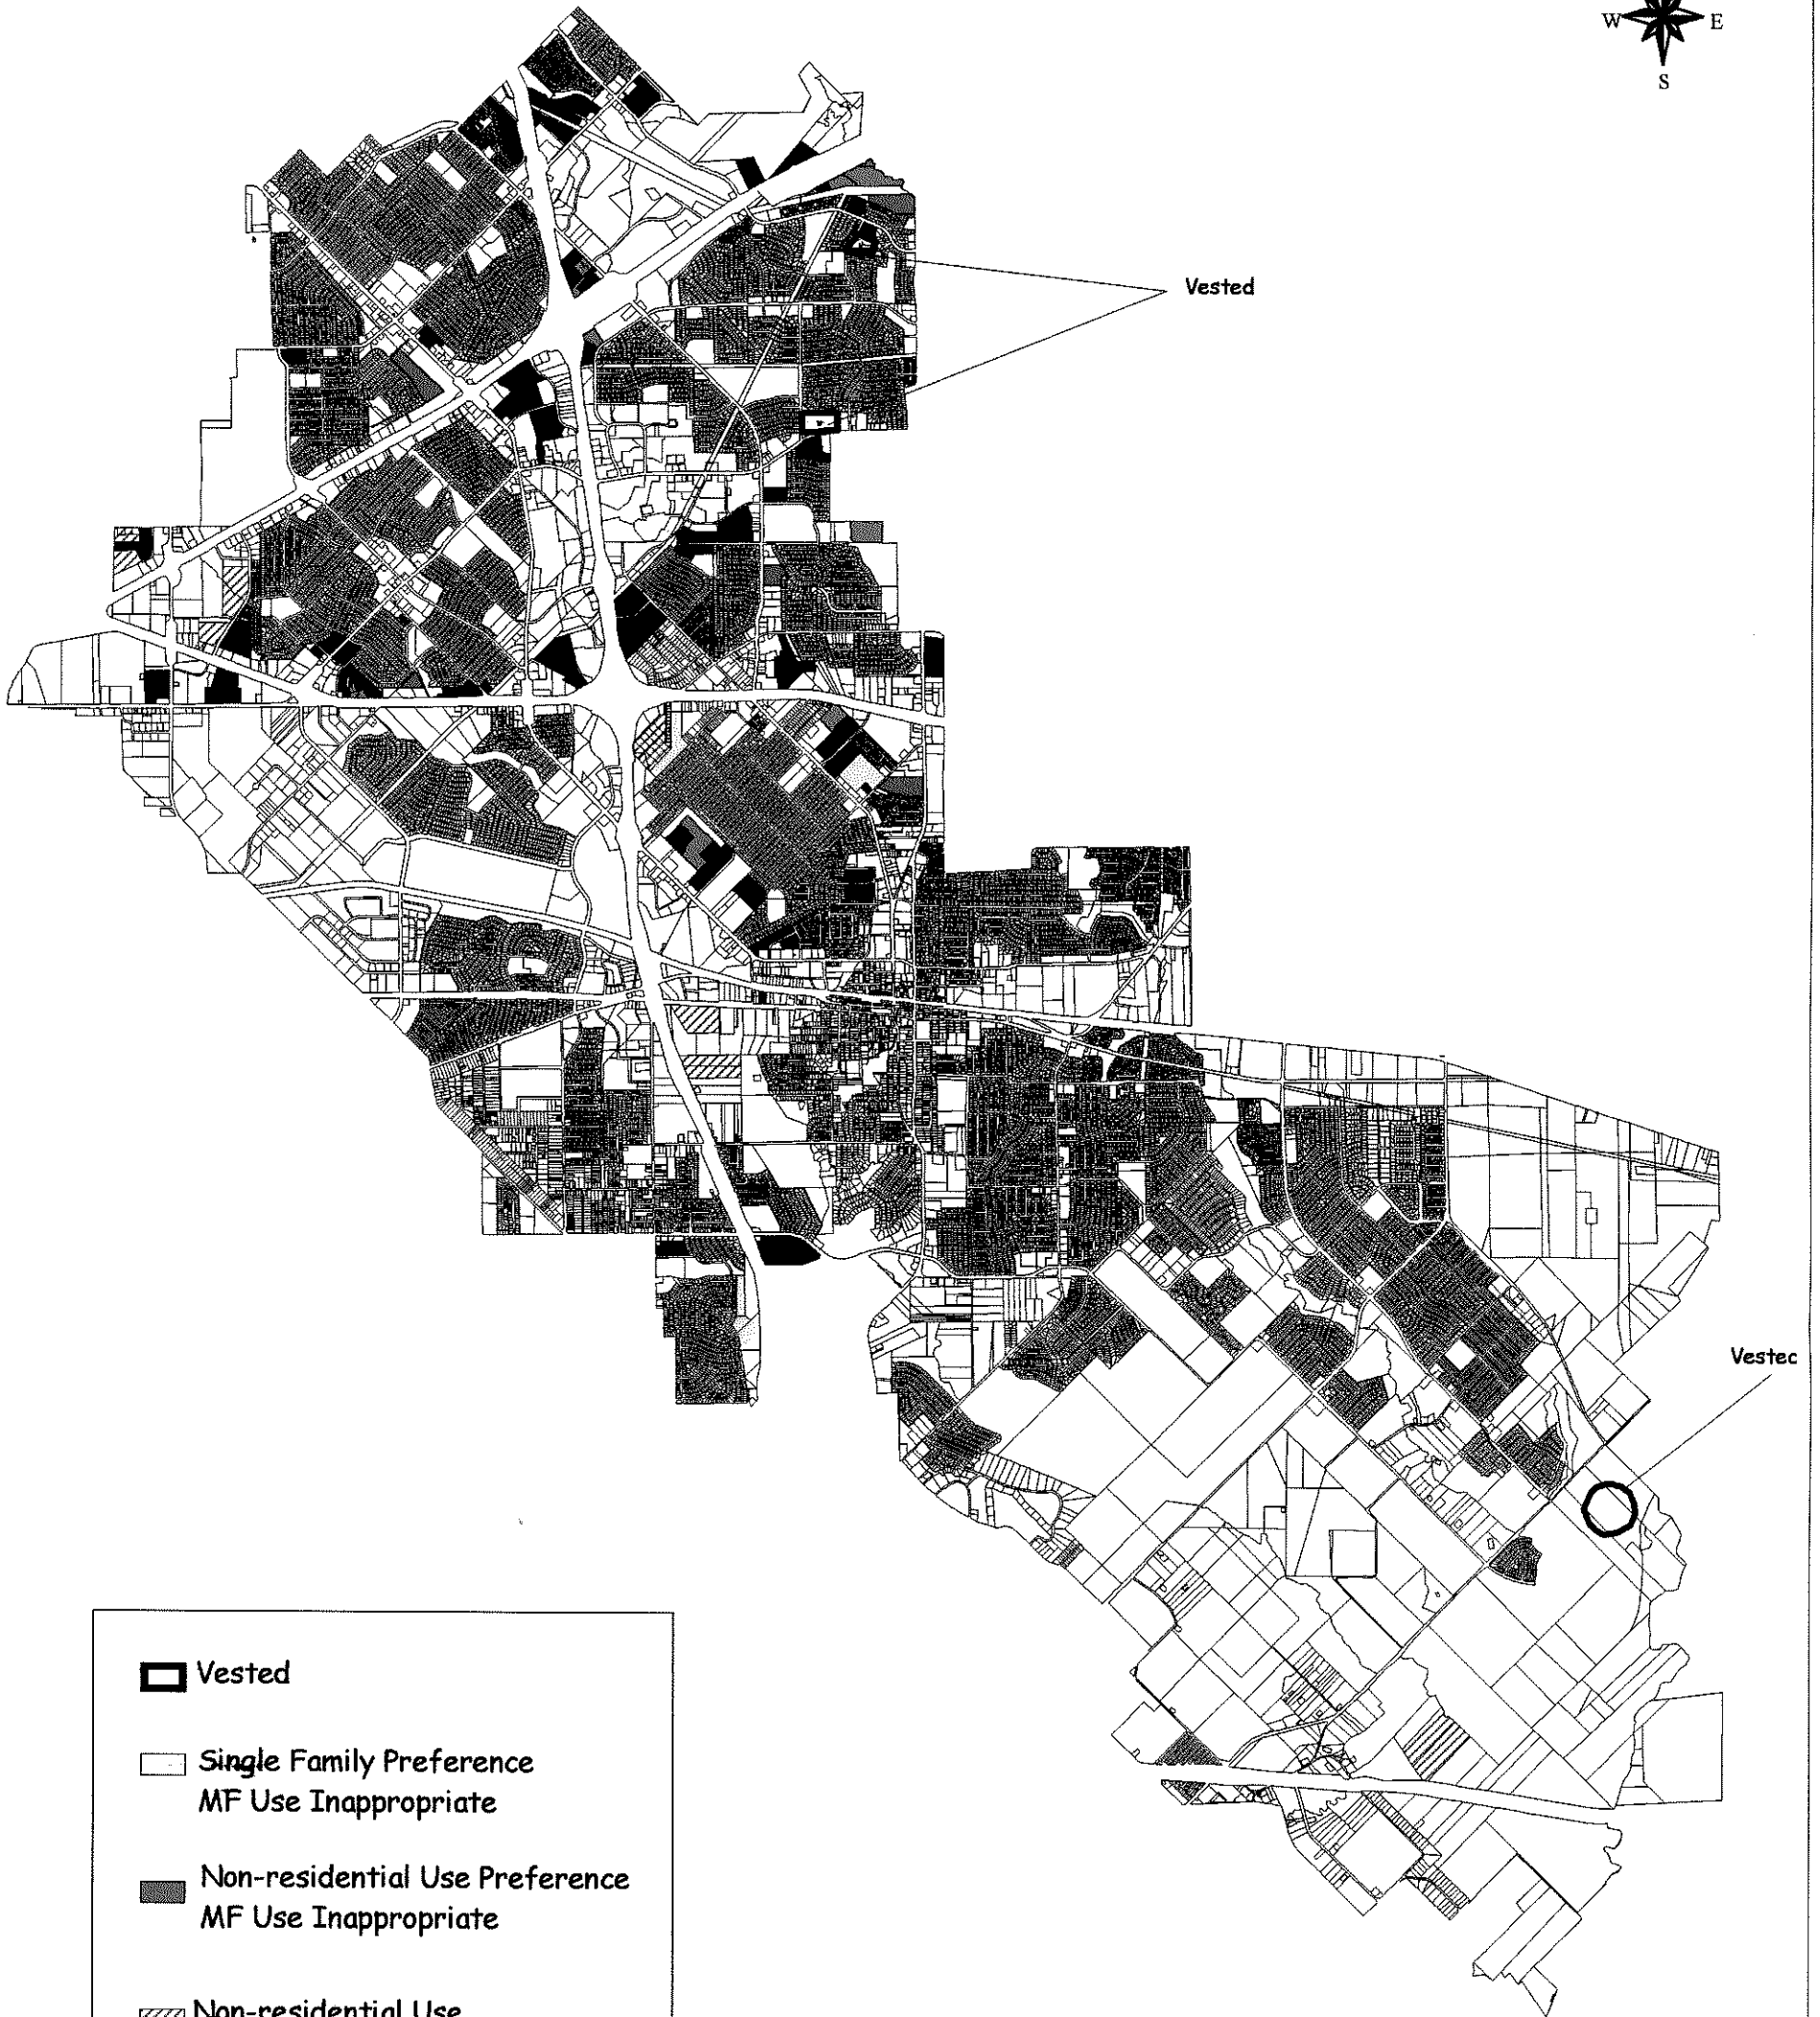 W E
S
Vested
Vestec
Vested
Single Family Preference
MF Use Inappropriate
Non-residential Use Preference
MF Use Inappropriate
Non-residential Use